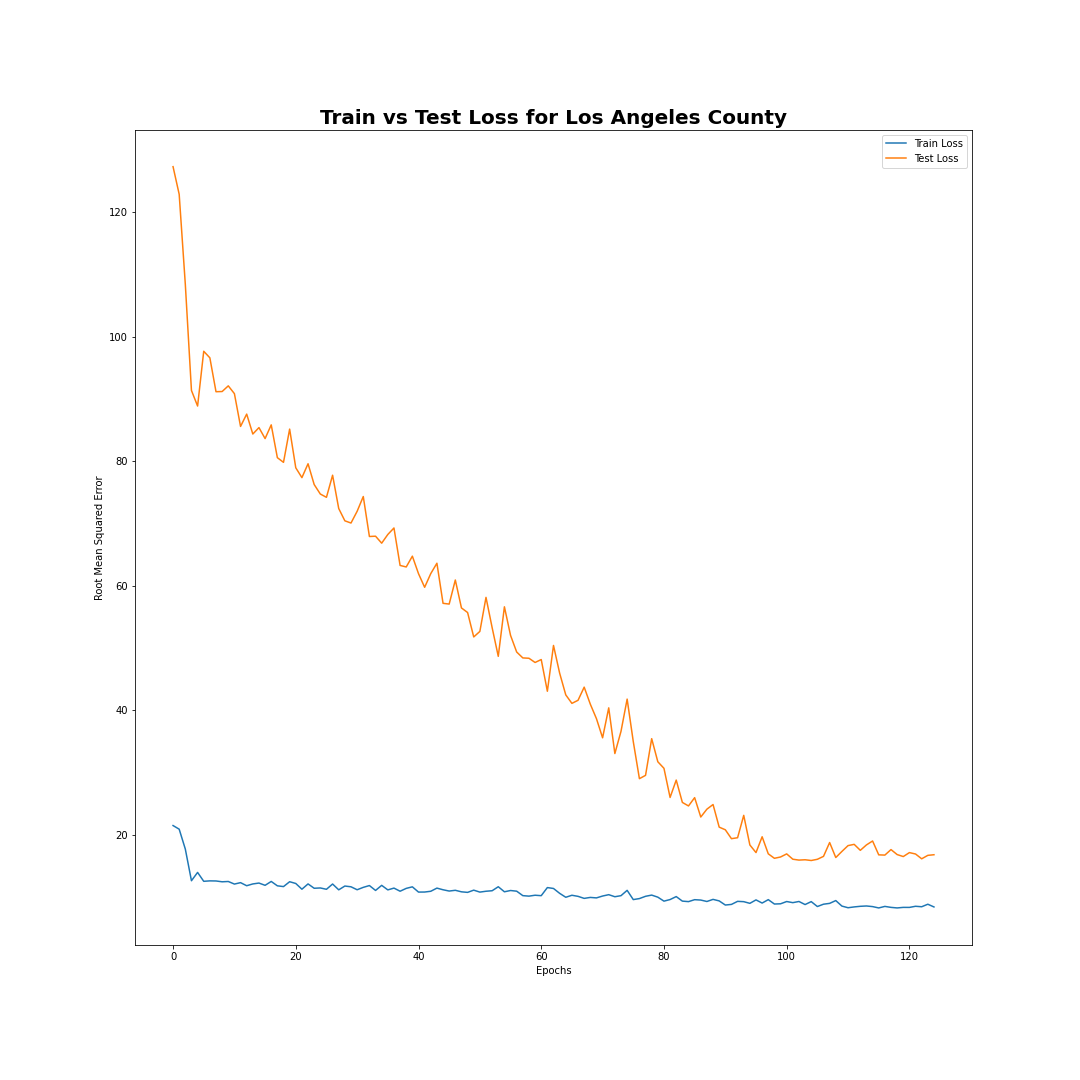 Train vs Test Loss for Los Angeles County
Train Loss
Test Loss
120
100
80
60
40
20
Root Mean Squared Error
0 20 40 60 80 100 120
Epochs